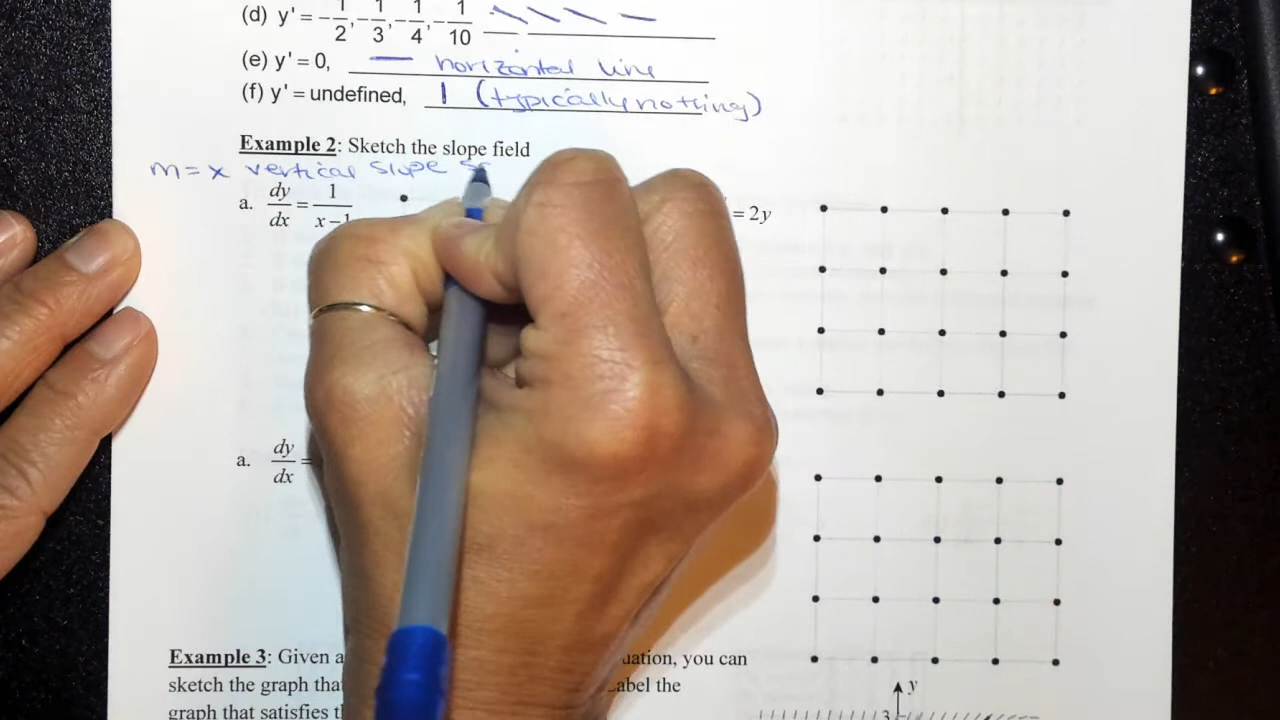 (d) y' = -1/2, -1/3, -1/4, -1/10
(e) y' = 0, horizontal line
(f) y' = undefined, | (typically nothing)
Example 2: Sketch the slope field
m = x vertical slope
a. dy/dx = 1/x-1
= 2y
a. dy/dx =
Example 3: Given a uation, you can
sketch the graph tha abel the
graph that satisfies t
y
3